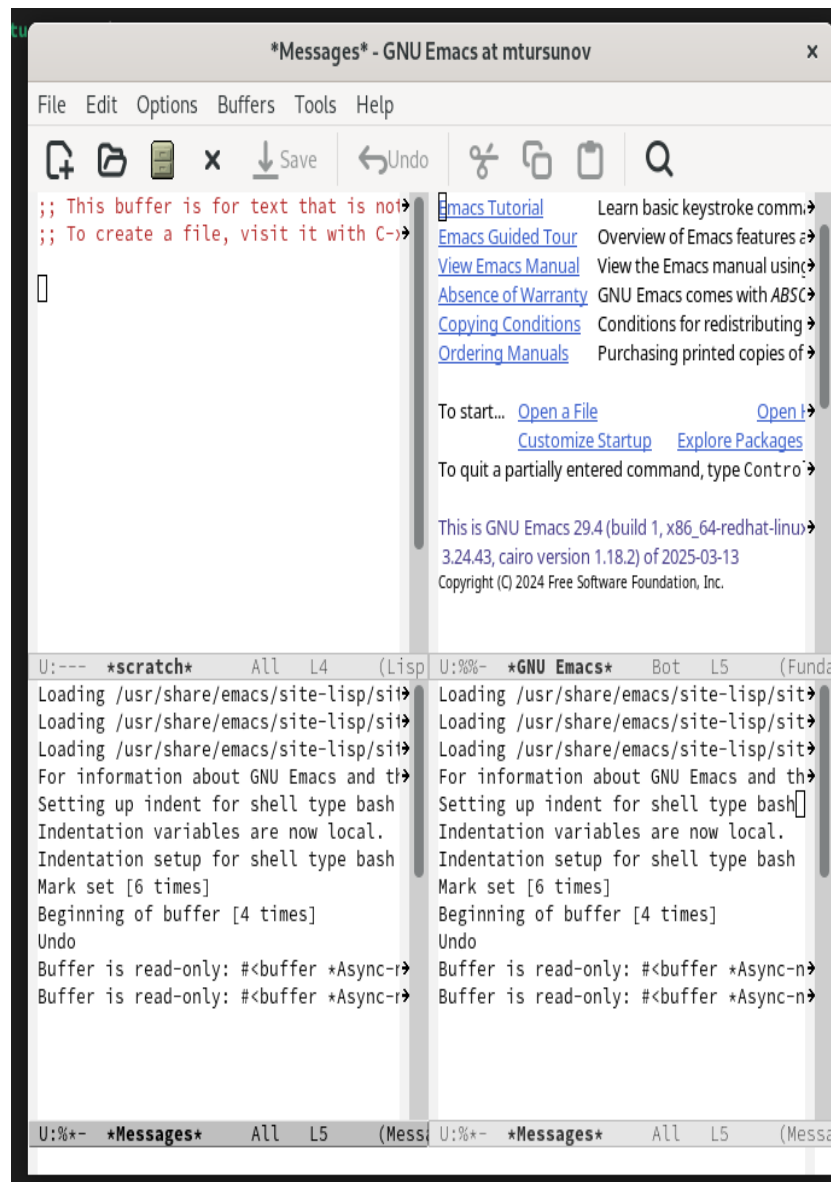 tu
*Messages* - GNU Emacs at mtursunov
File Edit Options Buffers Tools Help
Save Undo
;; This buffer is for text that is not
;; To create a file, visit it with C-x
U:--- *scratch* All L4 (Lisp
Emacs Tutorial Learn basic keystroke comm
Emacs Guided Tour Overview of Emacs features a
View Emacs Manual View the Emacs manual using
Absence of Warranty GNU Emacs comes with ABSC
Copying Conditions Conditions for redistributing
Ordering Manuals Purchasing printed copies of
To start... Open a File Open
Customize Startup Explore Packages
To quit a partially entered command, type Contro
This is GNU Emacs 29.4 (build 1, x86_64-redhat-linux
3.24.43, cairo version 1.18.2) of 2025-03-13
Copyright (C) 2024 Free Software Foundation, Inc.
U:%%- *GNU Emacs* Bot L5 (Funda
Loading /usr/share/emacs/site-lisp/sit
Loading /usr/share/emacs/site-lisp/sit
Loading /usr/share/emacs/site-lisp/sit
For information about GNU Emacs and th
Setting up indent for shell type bash
Indentation variables are now local.
Indentation setup for shell type bash
Mark set [6 times]
Beginning of buffer [4 times]
Undo
Buffer is read-only: #<buffer *Async-r
Buffer is read-only: #<buffer *Async-r
U:%*- *Messages* All L5 (Messa
Loading /usr/share/emacs/site-lisp/sit
Loading /usr/share/emacs/site-lisp/sit
Loading /usr/share/emacs/site-lisp/sit
For information about GNU Emacs and th
Setting up indent for shell type bash
Indentation variables are now local.
Indentation setup for shell type bash
Mark set [6 times]
Beginning of buffer [4 times]
Undo
Buffer is read-only: #<buffer *Async-n
Buffer is read-only: #<buffer *Async-n
U:%*- *Messages* All L5 (Messa